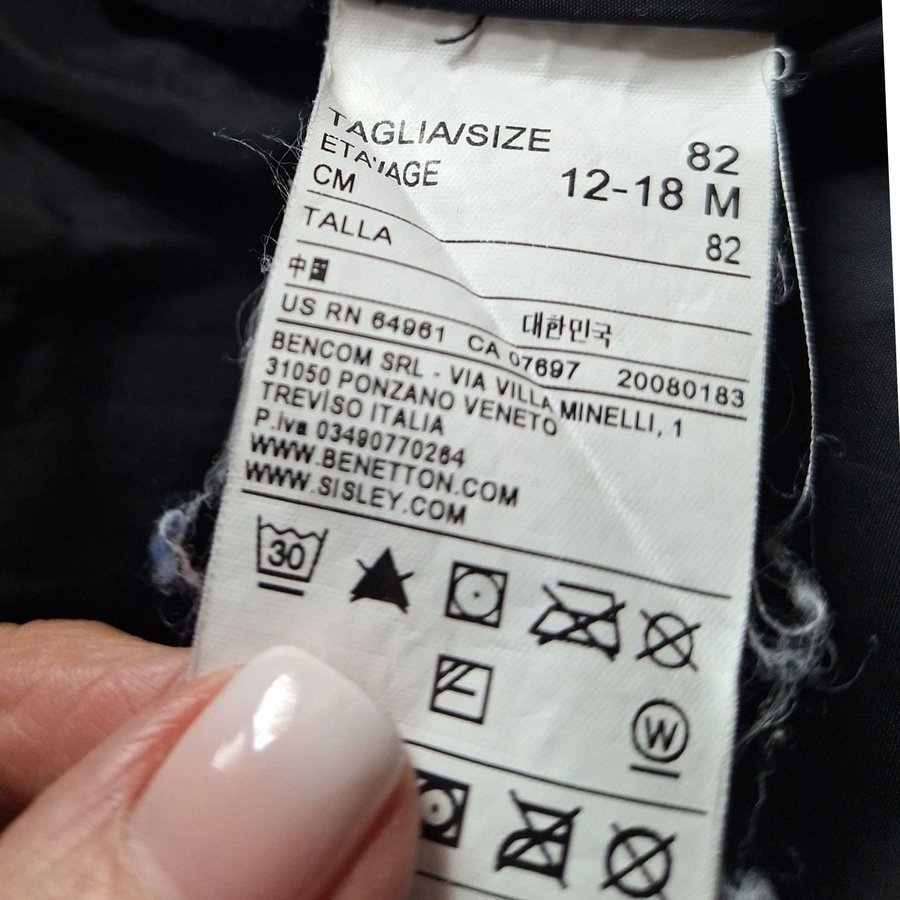 TAGLIA/SIZE 82
ETA'/AGE 12-18 M
CM 82
TALLA
中国 대한민국
US RN 64961 CA 07697 20080183
BENCOM SRL - VIA VILLA MINELLI, 1
31050 PONZANO VENETO
TREVISO ITALIA
P.iva 03490770264
WWW.BENETTON.COM
WWW.SISLEY.COM
30
W